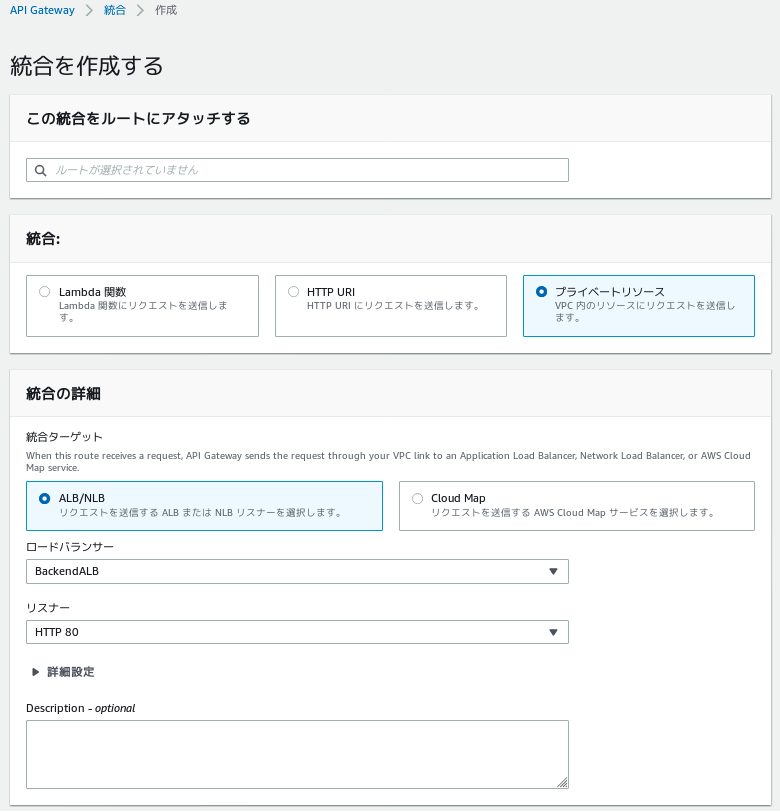 API Gateway > 統合 > 作成
統合を作成する
この統合をルートにアタッチする
ルートが選択されていません
統合:
Lambda 関数
Lambda 関数にリクエストを送信しま
す。
HTTP URI
HTTP URI にリクエストを送信します。
プライベートリソース
VPC 内のリソースにリクエストを送信し
ます。
統合の詳細
統合ターゲット
When this route receives a request, API Gateway sends the request through your VPC link to an Application Load Balancer, Network Load Balancer, or AWS Cloud
Map service.
ALB/NLB
リクエストを送信する ALB または NLB リスナーを選択します。
Cloud Map
リクエストを送信する AWS Cloud Map サービスを選択します。
ロードバランサー
BackendALB
リスナー
HTTP 80
詳細設定
Description - optional